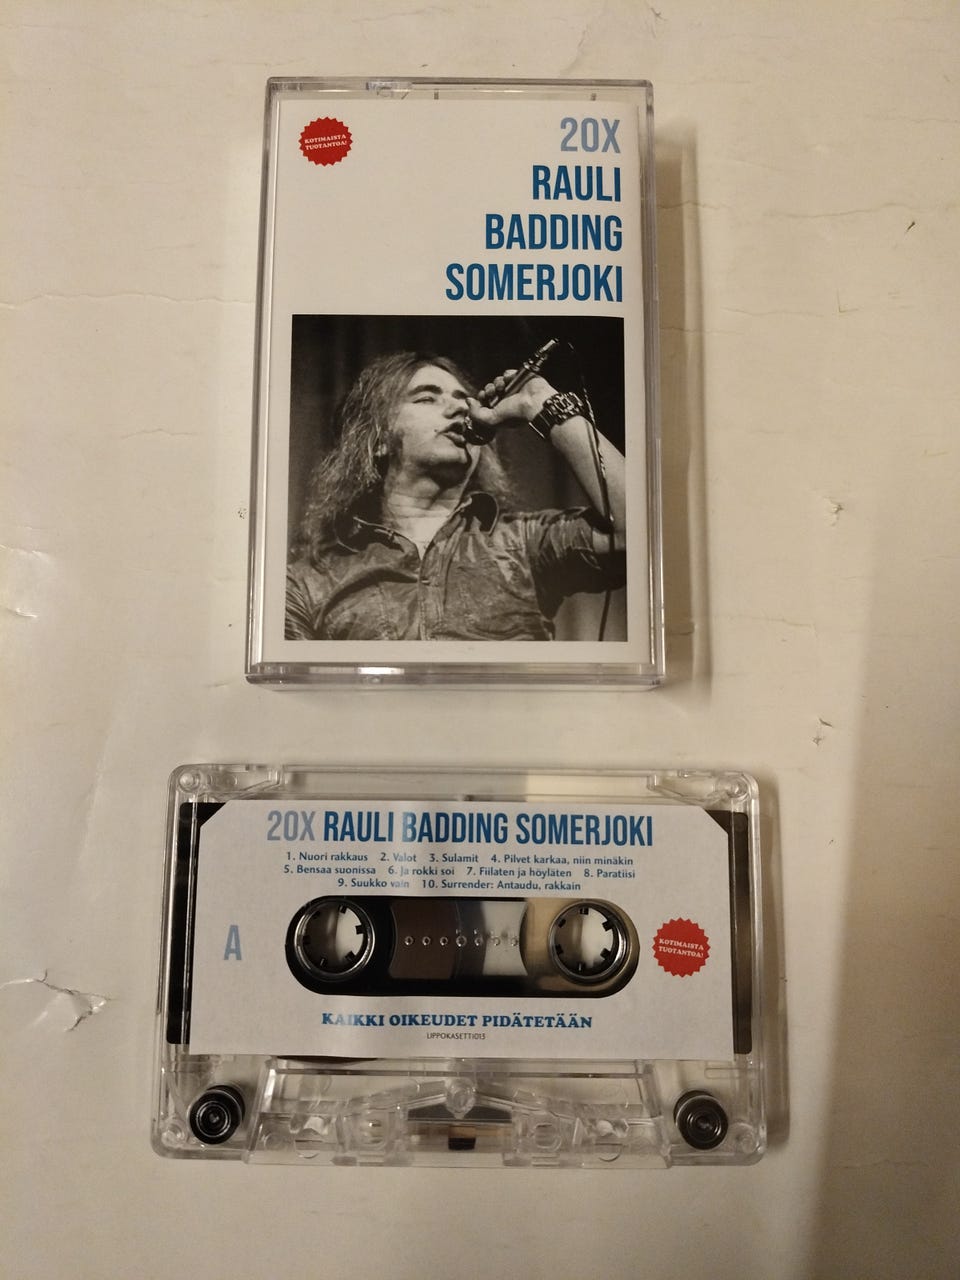 KOTIMAISTA
TUOTANTOA!
20X
RAULI
BADDING
SOMERJOKI
20X RAULI BADDING SOMERJOKI
1. Nuori rakkaus 2. Valot 3. Sulamit 4. Pilvet karkaa, niin minäkin
5. Bensaa suonissa 6. Ja rokki soi 7. Fiilaten ja höyläten 8. Paratiisi
9. Suukko vain 10. Surrender: Antaudu, rakkain
A
KOTIMAISTA
TUOTANTOA!
KAIKKI OIKEUDET PIDÄTETÄÄN
LIPPOKASETTI013